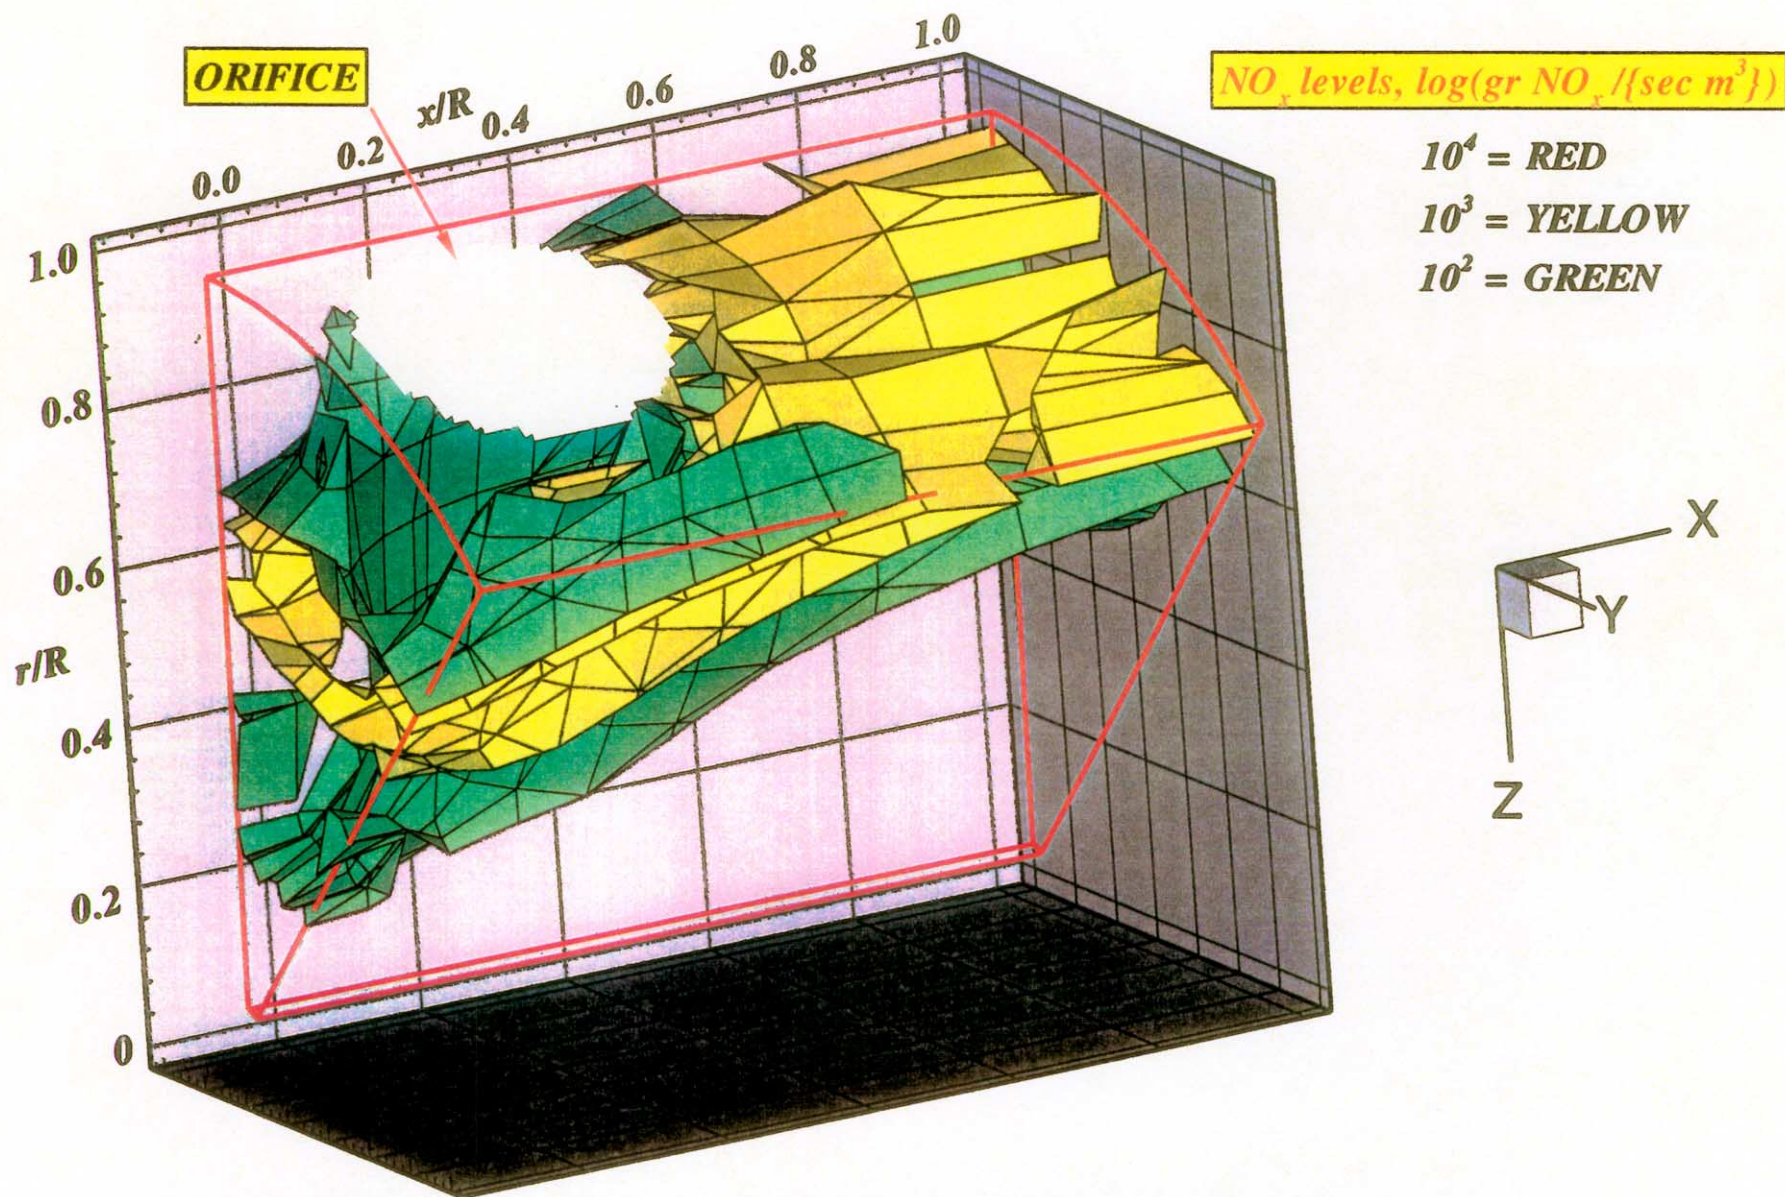 ORIFICE
x/R
0.0
0.2
0.4
0.6
0.8
1.0
NOₓ levels, log(gr NOₓ/{sec m³})
10⁴ = RED
10³ = YELLOW
10² = GREEN
1.0
0.8
0.6
r/R
0.4
0.2
0
X
Y
Z